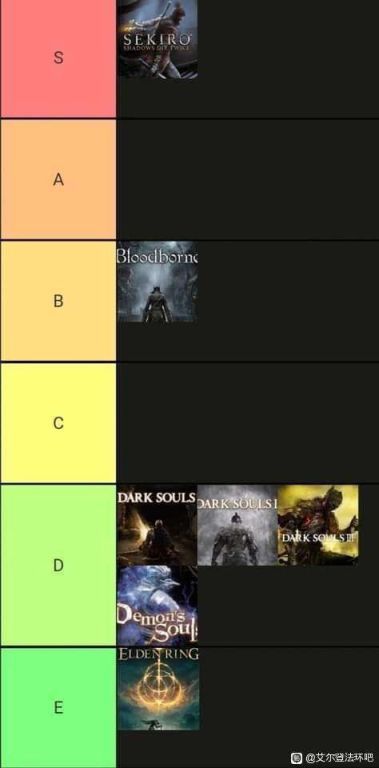 S
SEKIRO
SHADOWS DIE TWICE
A
B
Bloodborne
C
D
DARK SOULS
DARK SOULS I
DARK SOULS III
Demon's Souls
E
ELDEN RING
@艾尔登法环吧